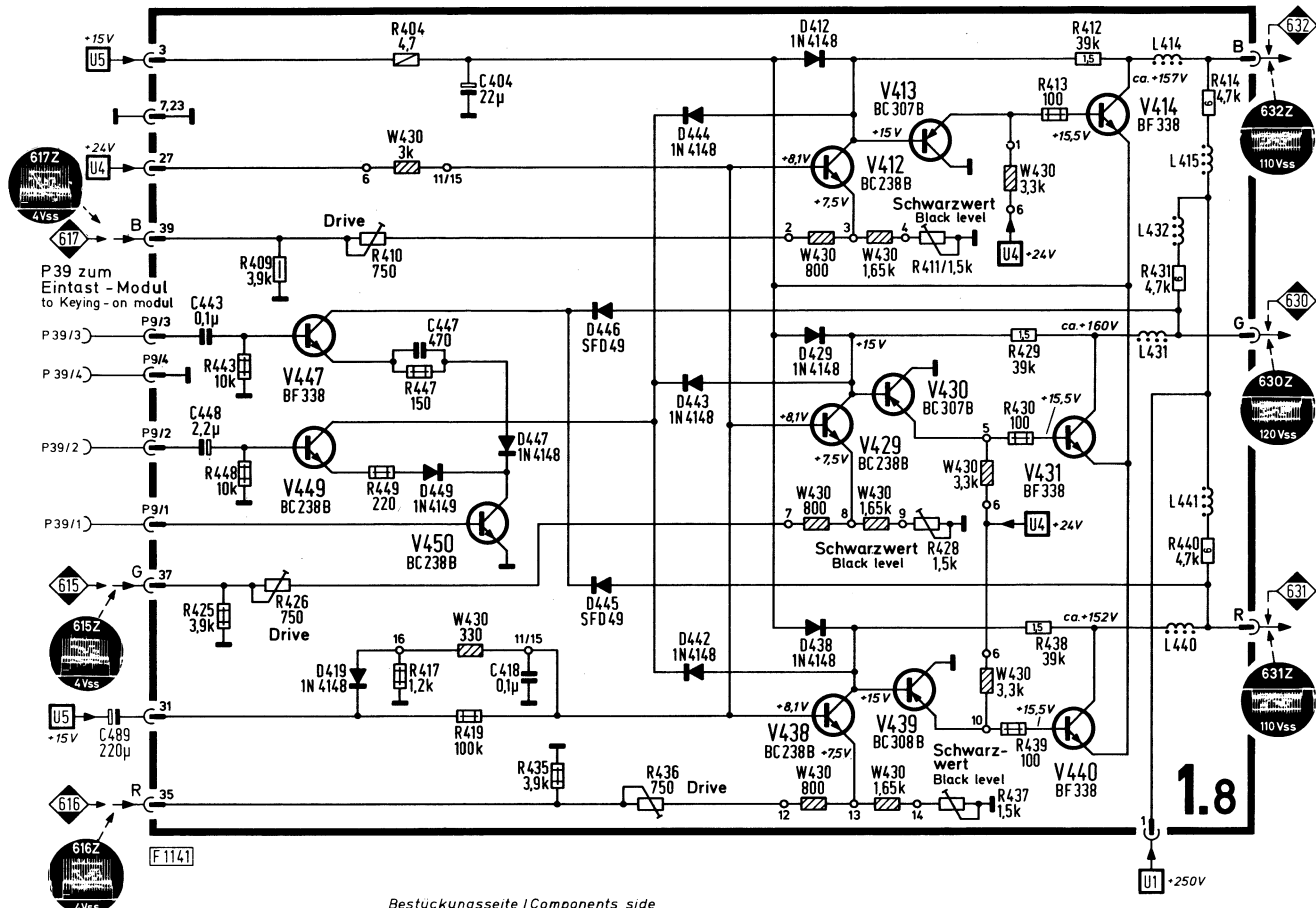 +15V
U5
3
R404
4,7
C404
22µ
D412
1N4148
R412
39k
1,5
L414
B
632
7,23
+24V
U4
27
617Z
4Vss
617
B
39
W430
3k
6
11/15
D444
1N4148
V413
BC307B
+15V
R413
100
ca.+157V
V414
BF338
+15,5V
R414
4,7k
6
632Z
110Vss
L415
+8,1V
V412
BC238B
+7,5V
1
W430
3,3k
6
U4
+24V
Schwarzwert
Black level
Drive
R410
750
R409
3,9k
2
W430
800
3
W430
1,65k
4
R411/1,5k
L432
R431
4,7k
6
P39 zum
Eintast-Modul
to Keying-on modul
P39/3
P9/3
C443
0,1µ
R443
10k
V447
BF338
C447
470
R447
150
D446
SFD49
D429
1N4148
+15V
1,5
R429
39k
ca.+160V
L431
G
630
P39/4
P9/4
D443
1N4148
V430
BC307B
630Z
120Vss
P39/2
P9/2
C448
2,2µ
R448
10k
V449
BC238B
R449
220
D449
1N4149
D447
1N4148
+8,1V
V429
BC238B
+7,5V
5
R430
100
+15,5V
V431
BF338
W430
3,3k
6
U4
+24V
P39/1
P9/1
V450
BC238B
7
W430
800
8
W430
1,65k
9
R428
1,5k
Schwarzwert
Black level
L441
R440
4,7k
6
615
G
37
615Z
4Vss
R425
3,9k
R426
750
Drive
D445
SFD49
D442
1N4148
D438
1N4148
1,5
R438
39k
ca.+152V
L440
R
631
631Z
110Vss
16
W430
330
11/15
D419
1N4148
R417
1,2k
C418
0,1µ
6
W430
3,3k
U5
+15V
C489
220µ
31
R419
100k
+8,1V
V438
BC238B
+7,5V
+15V
V439
BC308B
10
+15,5V
R439
100
V440
BF338
616
R
35
616Z
4Vss
R435
3,9k
R436
750
Drive
12
W430
800
13
W430
1,65k
14
R437
1,5k
Schwarz-
wert
Black level
1.8
F1141
1
U1
+250V
Bestückungsseite / Components side